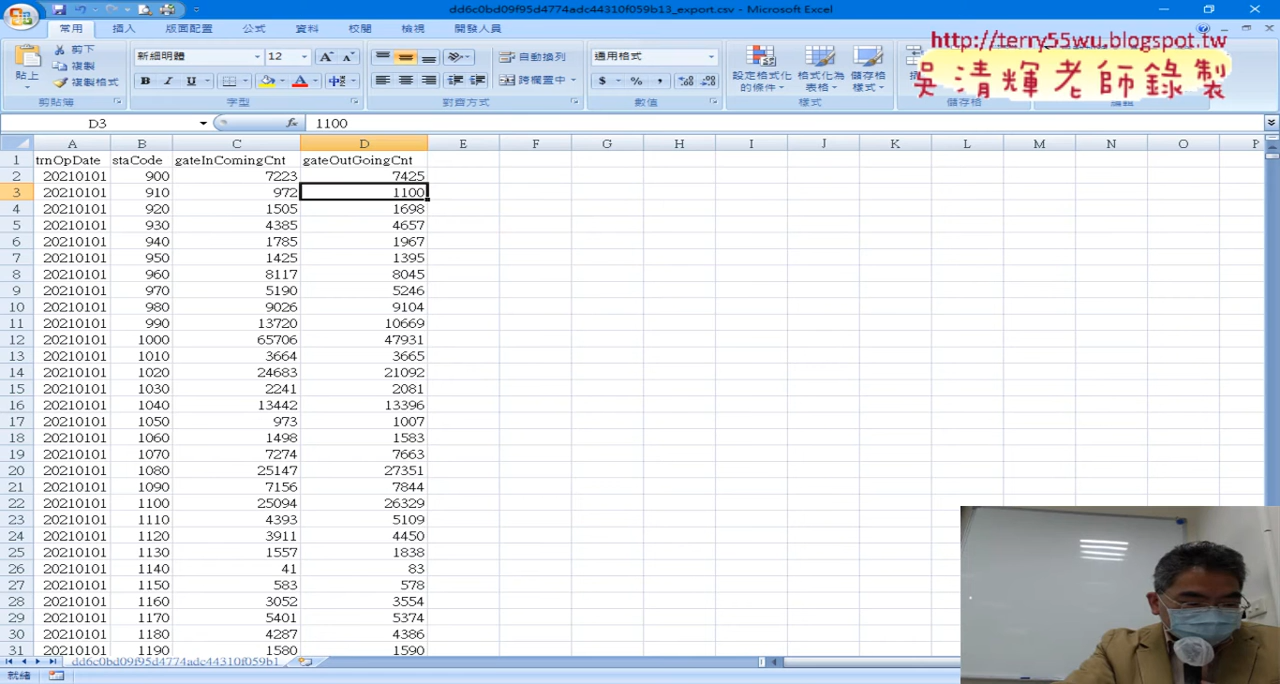 dd6c0bd09f95d4774adc44310f059b13_export.csv - Microsoft Excel
常用 插入 版面配置 公式 資料 校閱 檢視 開發人員
http://terry55wu.blogspot.tw
吳清輝老師錄製
貼上 剪下 複製 複製格式 剪貼簿
新細明體 12 字型
自動換列 跨欄置中 對齊方式
通用格式 數值
設定格式化的條件 格式化為表格 儲存格樣式 樣式
儲存格
D3 1100
A B C D E F G H I J K L M N O P
1 trnOpDate staCode gateInComingCnt gateOutGoingCnt
2 20210101 900 7223 7425
3 20210101 910 972 1100
4 20210101 920 1505 1698
5 20210101 930 4385 4657
6 20210101 940 1785 1967
7 20210101 950 1425 1395
8 20210101 960 8117 8045
9 20210101 970 5190 5246
10 20210101 980 9026 9104
11 20210101 990 13720 10669
12 20210101 1000 65706 47931
13 20210101 1010 3664 3665
14 20210101 1020 24683 21092
15 20210101 1030 2241 2081
16 20210101 1040 13442 13396
17 20210101 1050 973 1007
18 20210101 1060 1498 1583
19 20210101 1070 7274 7663
20 20210101 1080 25147 27351
21 20210101 1090 7156 7844
22 20210101 1100 25094 26329
23 20210101 1110 4393 5109
24 20210101 1120 3911 4450
25 20210101 1130 1557 1838
26 20210101 1140 41 83
27 20210101 1150 583 578
28 20210101 1160 3052 3554
29 20210101 1170 5401 5374
30 20210101 1180 4287 4386
31 20210101 1190 1580 1590
dd6c0bd09f95d4774adc44310f059b1
就緒